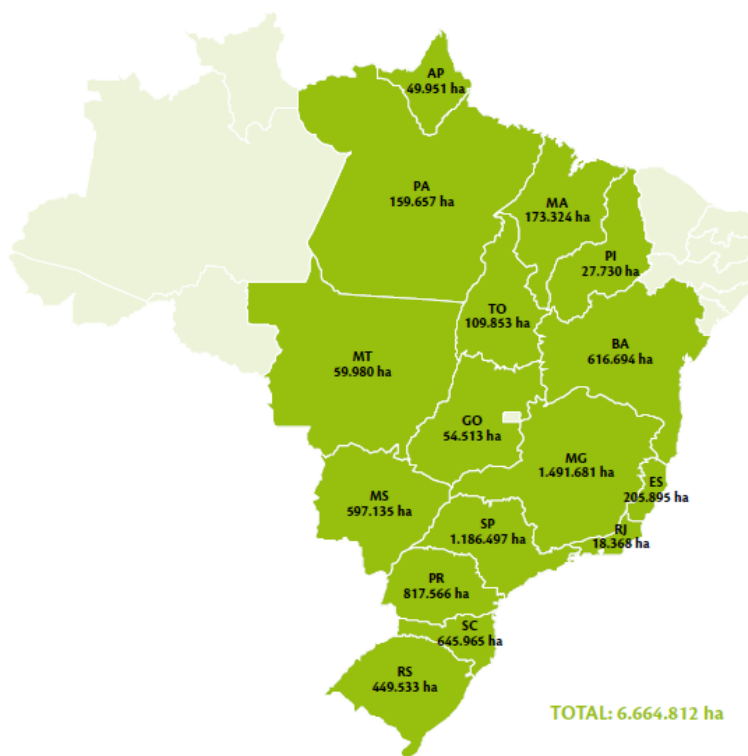 AP
49.951 ha
PA
159.657 ha
MA
173.324 ha
PI
27.730 ha
TO
109.853 ha
BA
616.694 ha
MT
59.980 ha
GO
54.513 ha
MG
1.491.681 ha
ES
205.895 ha
MS
597.135 ha
SP
1.186.497 ha
RJ
18.368 ha
PR
817.566 ha
SC
645.965 ha
RS
449.533 ha
TOTAL: 6.664.812 ha